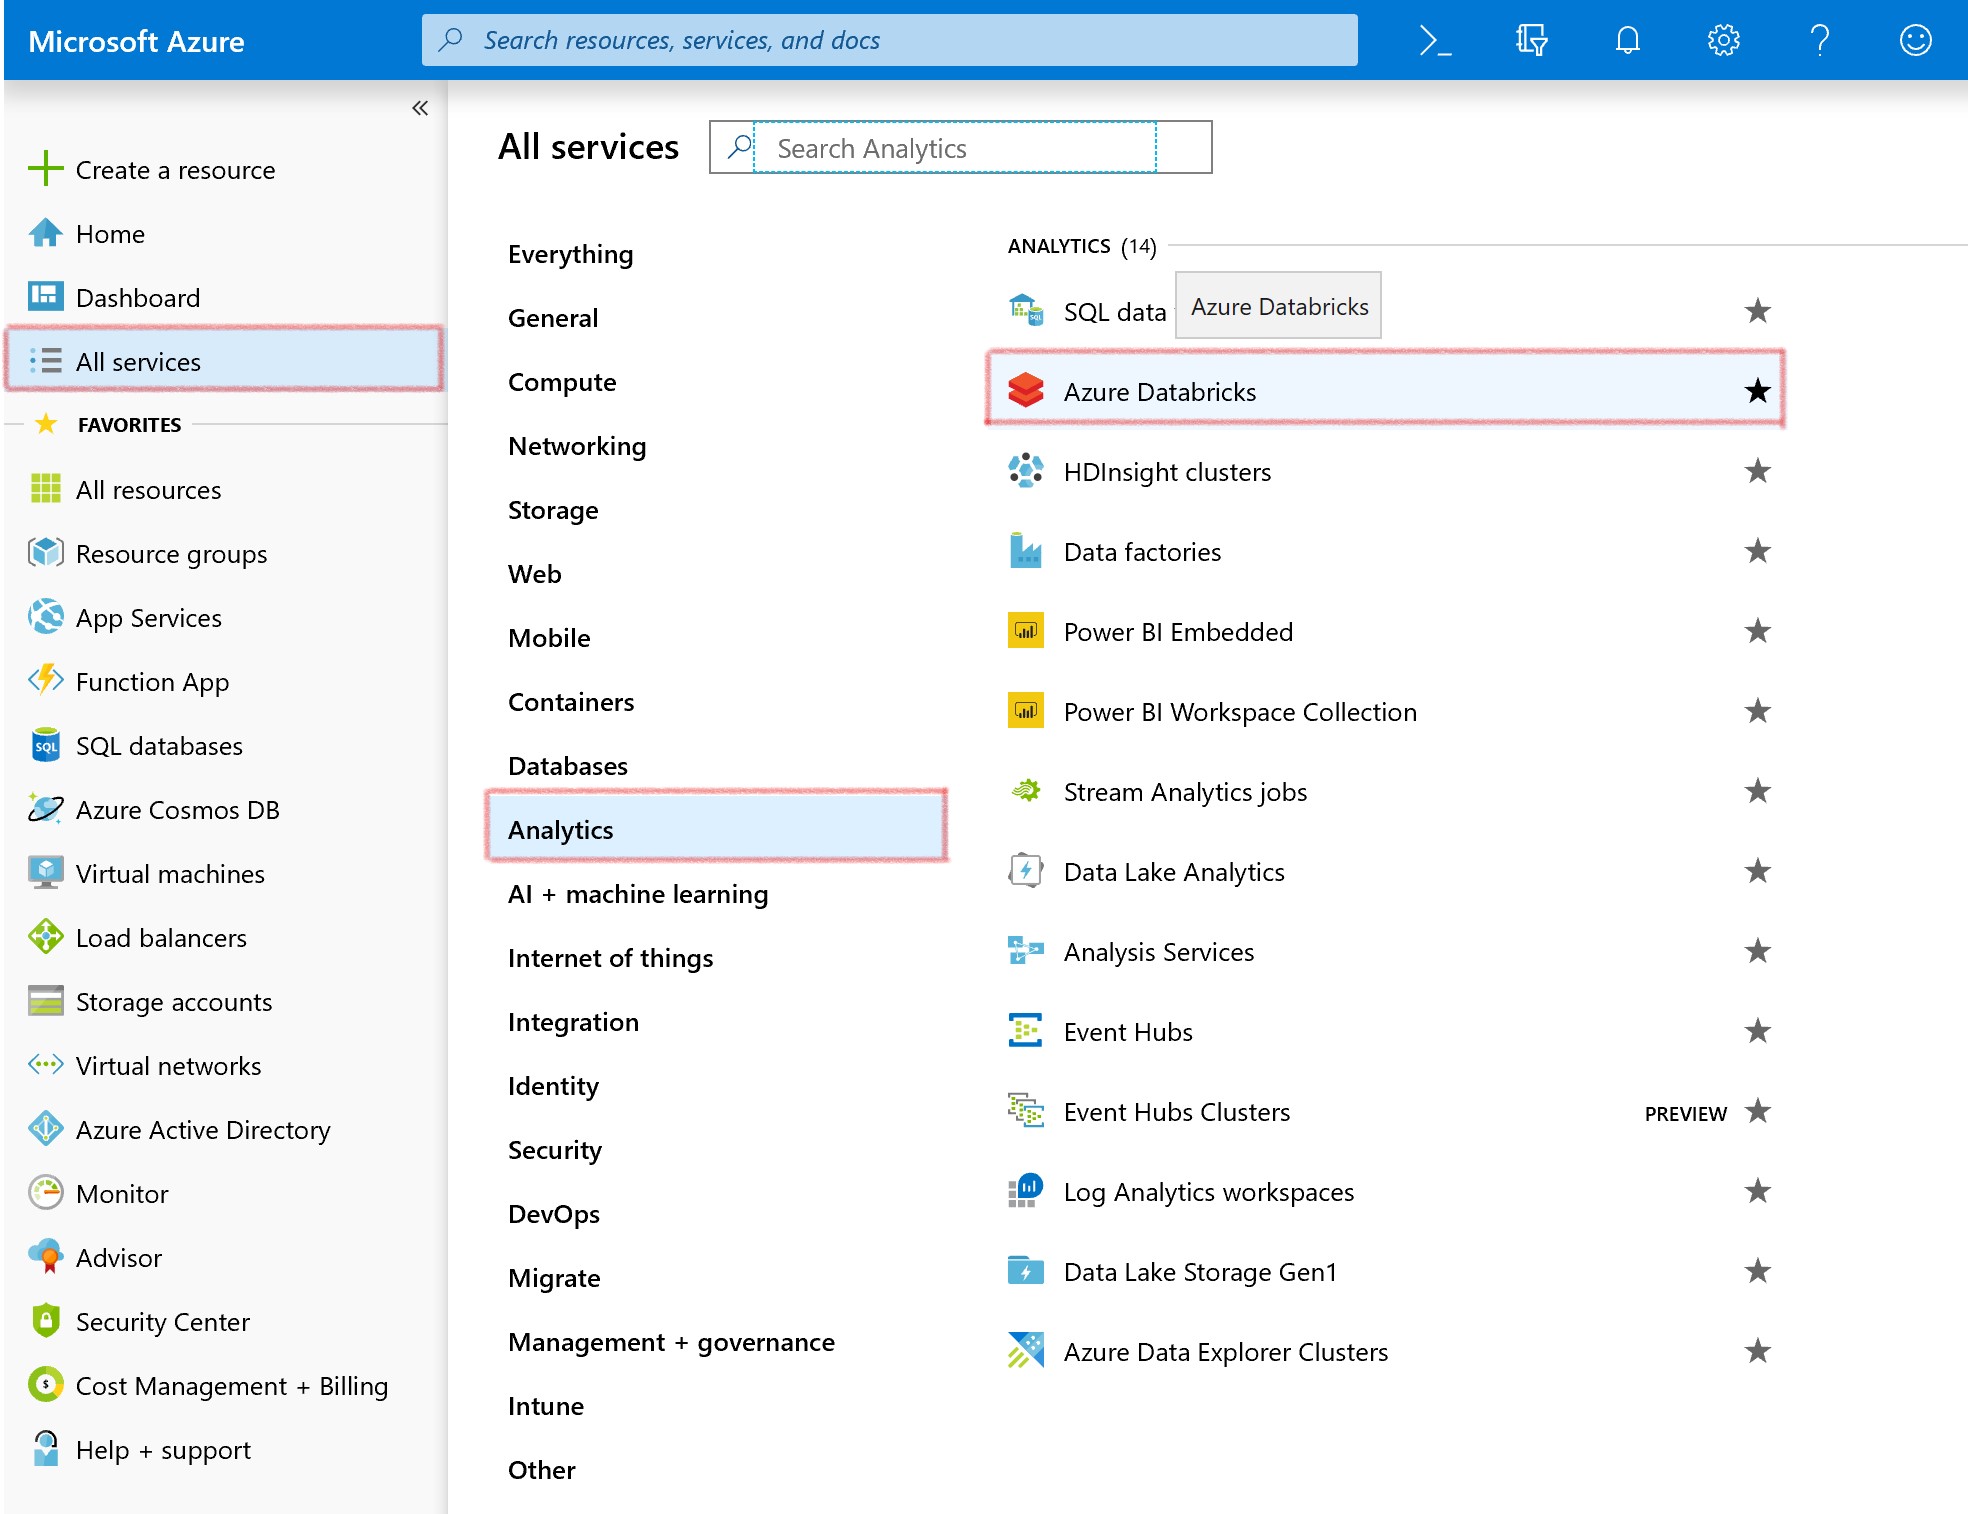 Microsoft Azure
Search resources, services, and docs
«
Create a resource
Home
Dashboard
All services
FAVORITES
All resources
Resource groups
App Services
Function App
SQL
SQL databases
Azure Cosmos DB
Virtual machines
Load balancers
Storage accounts
Virtual networks
Azure Active Directory
Monitor
Advisor
Security Center
$
Cost Management + Billing
Help + support
All services
Search Analytics
Everything
General
Compute
Networking
Storage
Web
Mobile
Containers
Databases
Analytics
AI + machine learning
Internet of things
Integration
Identity
Security
DevOps
Migrate
Management + governance
Intune
Other
ANALYTICS (14)
SQL
SQL data
Azure Databricks
Azure Databricks
HDInsight clusters
Data factories
Power BI Embedded
Power BI Workspace Collection
Stream Analytics jobs
Data Lake Analytics
Analysis Services
Event Hubs
Event Hubs Clusters PREVIEW
Log Analytics workspaces
Data Lake Storage Gen1
Azure Data Explorer Clusters